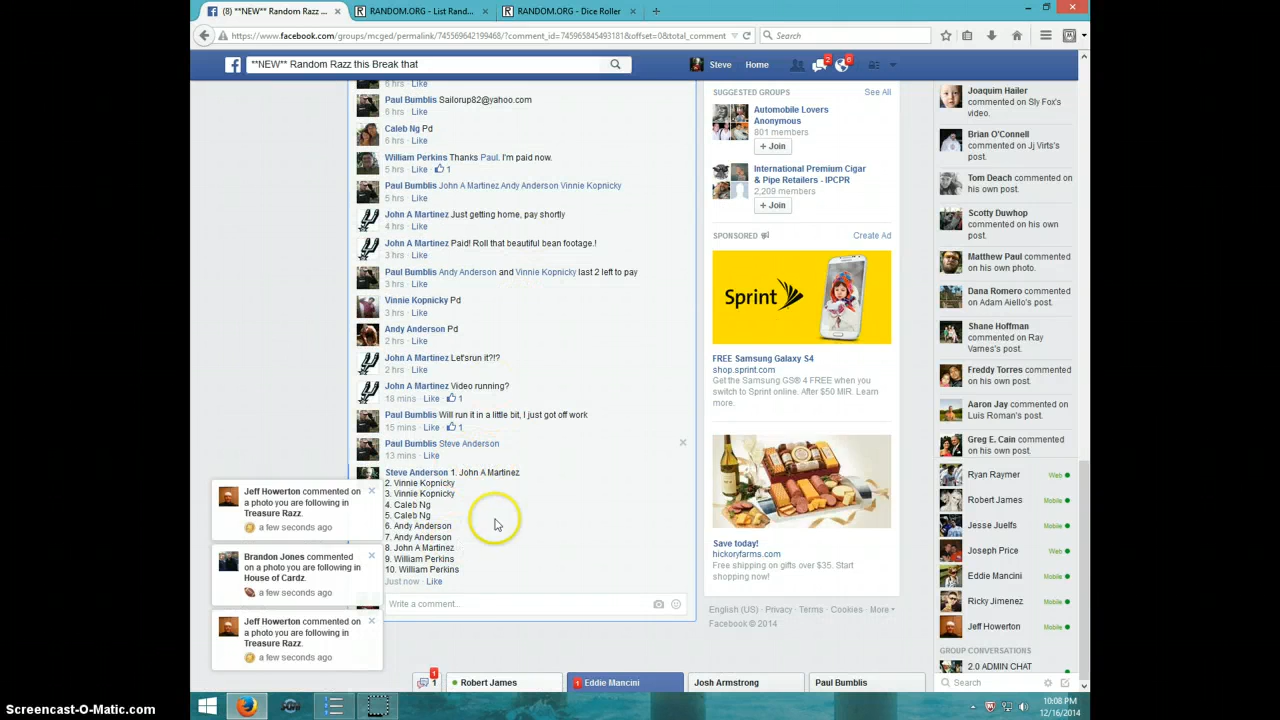 (8) **NEW** Random Razz ...
RANDOM.ORG - List Rand...
RANDOM.ORG - Dice Roller
https://www.facebook.com/groups/mcged/permalink/745569642199468/?comment_id=745965845493181&offset=0&total_comment
Search
**NEW** Random Razz this Break that
Steve
Home
2
6
6 hrs · Like
Paul Bumblis Sailorup82@yahoo.com
6 hrs · Like
Caleb Ng Pd
6 hrs · Like
William Perkins Thanks Paul. I'm paid now.
5 hrs · Like · 1
Paul Bumblis John A Martinez Andy Anderson Vinnie Kopnicky
5 hrs · Like
John A Martinez Just getting home, pay shortly
4 hrs · Like
John A Martinez Paid! Roll that beautiful bean footage.!
3 hrs · Like
Paul Bumblis Andy Anderson and Vinnie Kopnicky last 2 left to pay
3 hrs · Like
Vinnie Kopnicky Pd
3 hrs · Like
Andy Anderson Pd
2 hrs · Like
John A Martinez Let'srun it?!?
2 hrs · Like
John A Martinez Video running?
18 mins · Like · 1
Paul Bumblis Will run it in a little bit, I just got off work
15 mins · Like · 1
Paul Bumblis Steve Anderson
13 mins · Like
Steve Anderson 1. John A Martinez
2. Vinnie Kopnicky
3. Vinnie Kopnicky
4. Caleb Ng
5. Caleb Ng
6. Andy Anderson
7. Andy Anderson
8. John A Martinez
9. William Perkins
10. William Perkins
Just now · Like
Write a comment...
Jeff Howerton commented on
a photo you are following in
Treasure Razz.
a few seconds ago
Brandon Jones commented
on a photo you are following in
House of Cardz.
a few seconds ago
Jeff Howerton commented on
a photo you are following in
Treasure Razz.
a few seconds ago
SUGGESTED GROUPS
See All
Automobile Lovers
Anonymous
801 members
+ Join
International Premium Cigar
& Pipe Retailers - IPCPR
2,209 members
+ Join
SPONSORED
Create Ad
Sprint
FREE Samsung Galaxy S4
shop.sprint.com
Get the Samsung GS® 4 FREE when you
switch to Sprint online. After $50 MIR. Learn
more.
Save today!
hickoryfarms.com
Free shipping on gifts over $35. Start
shopping now!
English (US) · Privacy · Terms · Cookies · More
Facebook © 2014
Joaquim Hailer
commented on Sly Fox's
video.
Brian O'Connell
commented on Jj Virts's
post.
Tom Deach commented on
his own post.
Scotty Duwhop
commented on his own
post.
Matthew Paul commented
on his own photo.
Dana Romero commented
on Adam Aiello's post.
Shane Hoffman
commented on Ray
Varnes's post.
Freddy Torres commented
on his own post.
Aaron Jay commented on
Luis Roman's post.
Greg E. Cain commented
on his own post.
Ryan Raymer Web
Robert James Mobile
Jesse Juelfs Mobile
Joseph Price Web
Eddie Mancini Mobile
Ricky Jimenez Mobile
Jeff Howerton Mobile
GROUP CONVERSATIONS
2.0 ADMIN CHAT
Search
1
1
Robert James
1
Eddie Mancini
Josh Armstrong
Paul Bumblis
10:08 PM
12/16/2014
Screencast-O-Matic.com